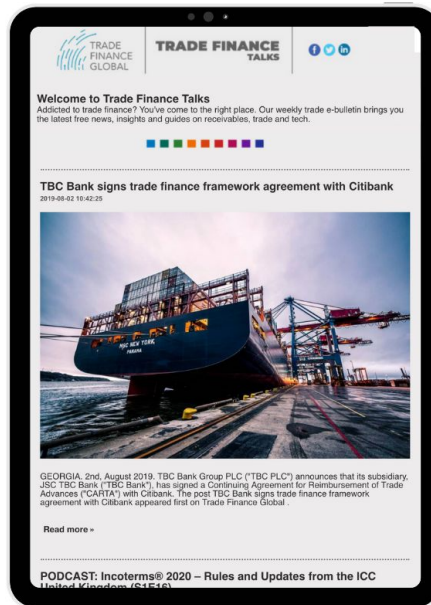 TRADE
FINANCE
GLOBAL
TRADE FINANCE
TALKS
Welcome to Trade Finance Talks
Addicted to trade finance? You've come to the right place. Our weekly trade e-bulletin brings you
the latest free news, insights and guides on receivables, trade and tech.
TBC Bank signs trade finance framework agreement with Citibank
2019-08-02 10:42:25
MSC NEW YORK
PANAMA
GEORGIA. 2nd, August 2019. TBC Bank Group PLC ("TBC PLC") announces that its subsidiary,
JSC TBC Bank ("TBC Bank"), has signed a Continuing Agreement for Reimbursement of Trade
Advances ("CARTA") with Citibank. The post TBC Bank signs trade finance framework
agreement with Citibank appeared first on Trade Finance Global .
Read more »
PODCAST: Incoterms® 2020 – Rules and Updates from the ICC
United Kingdom (S1E16)